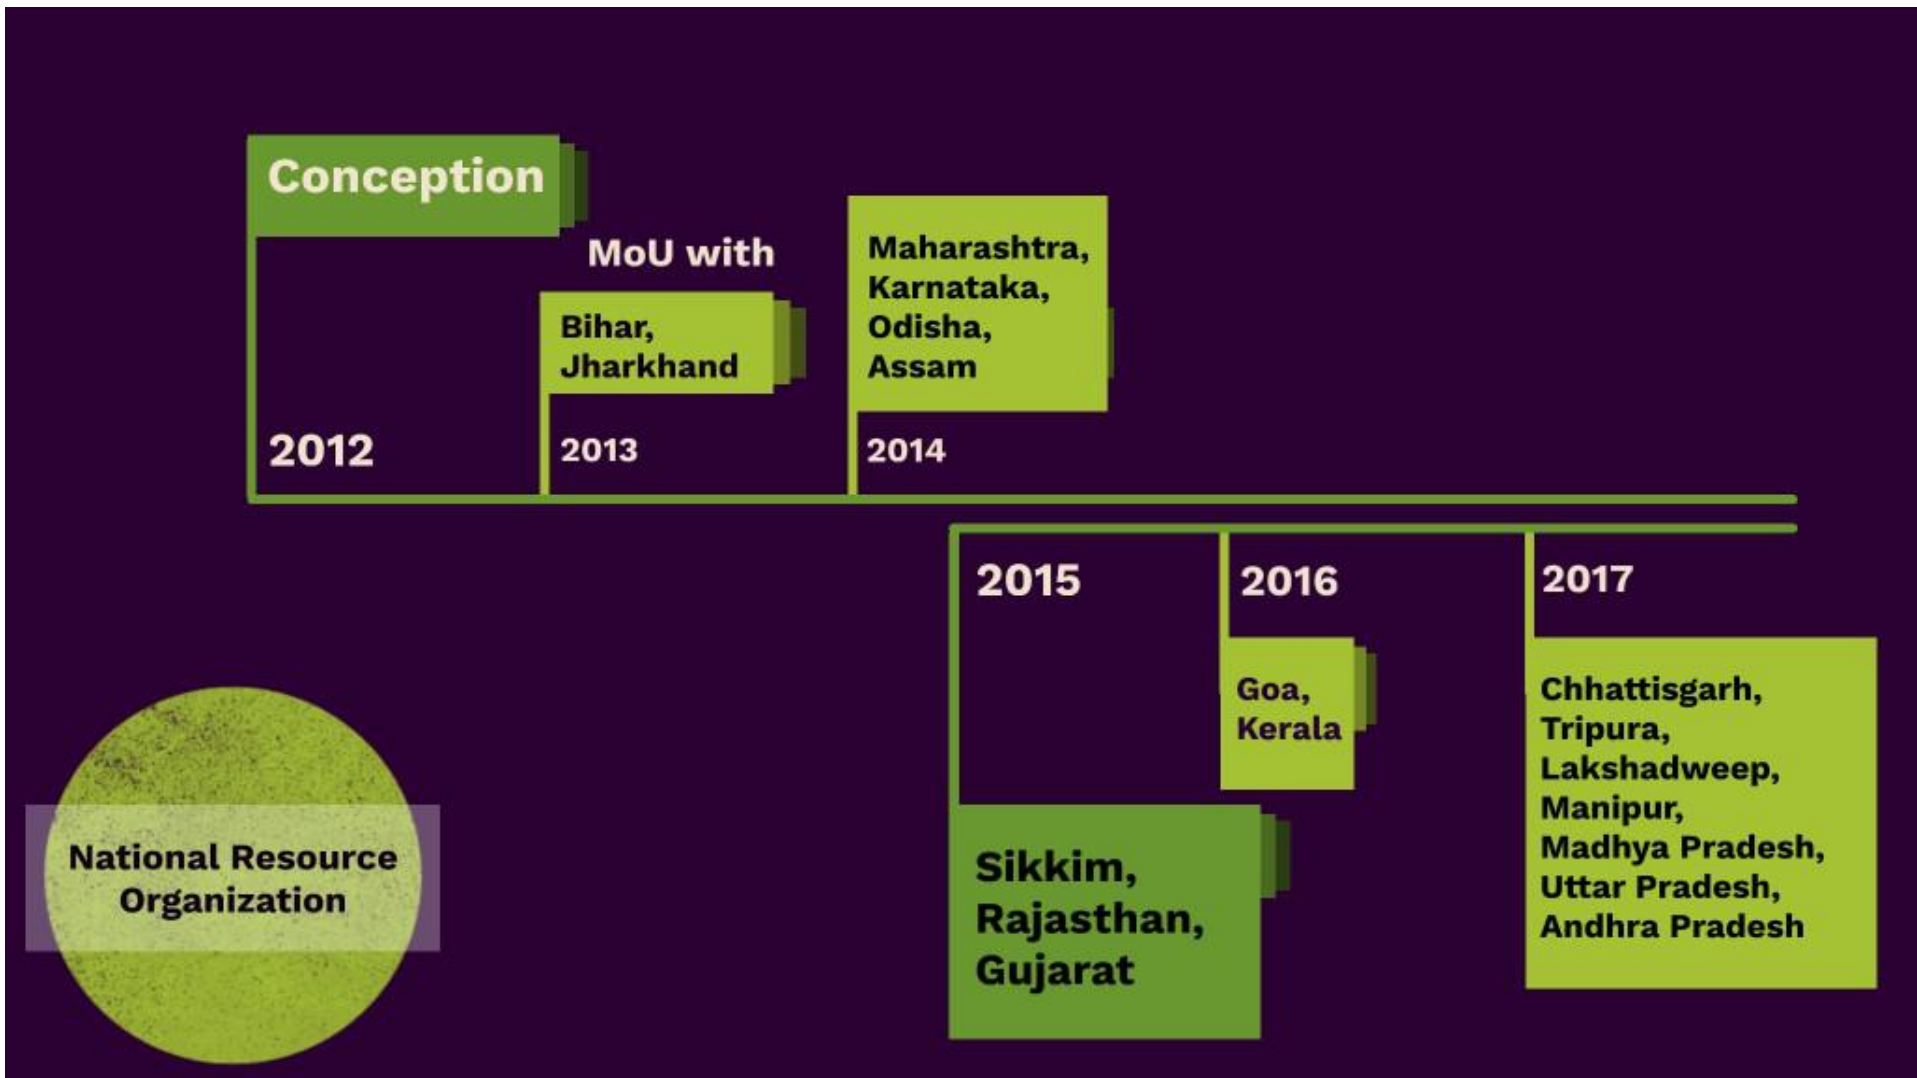 Conception
MoU with
Bihar,
Jharkhand
Maharashtra,
Karnataka,
Odisha,
Assam
2012
2013
2014
2015
2016
2017
Sikkim,
Rajasthan,
Gujarat
Goa,
Kerala
Chhattisgarh,
Tripura,
Lakshadweep,
Manipur,
Madhya Pradesh,
Uttar Pradesh,
Andhra Pradesh
National Resource
Organization